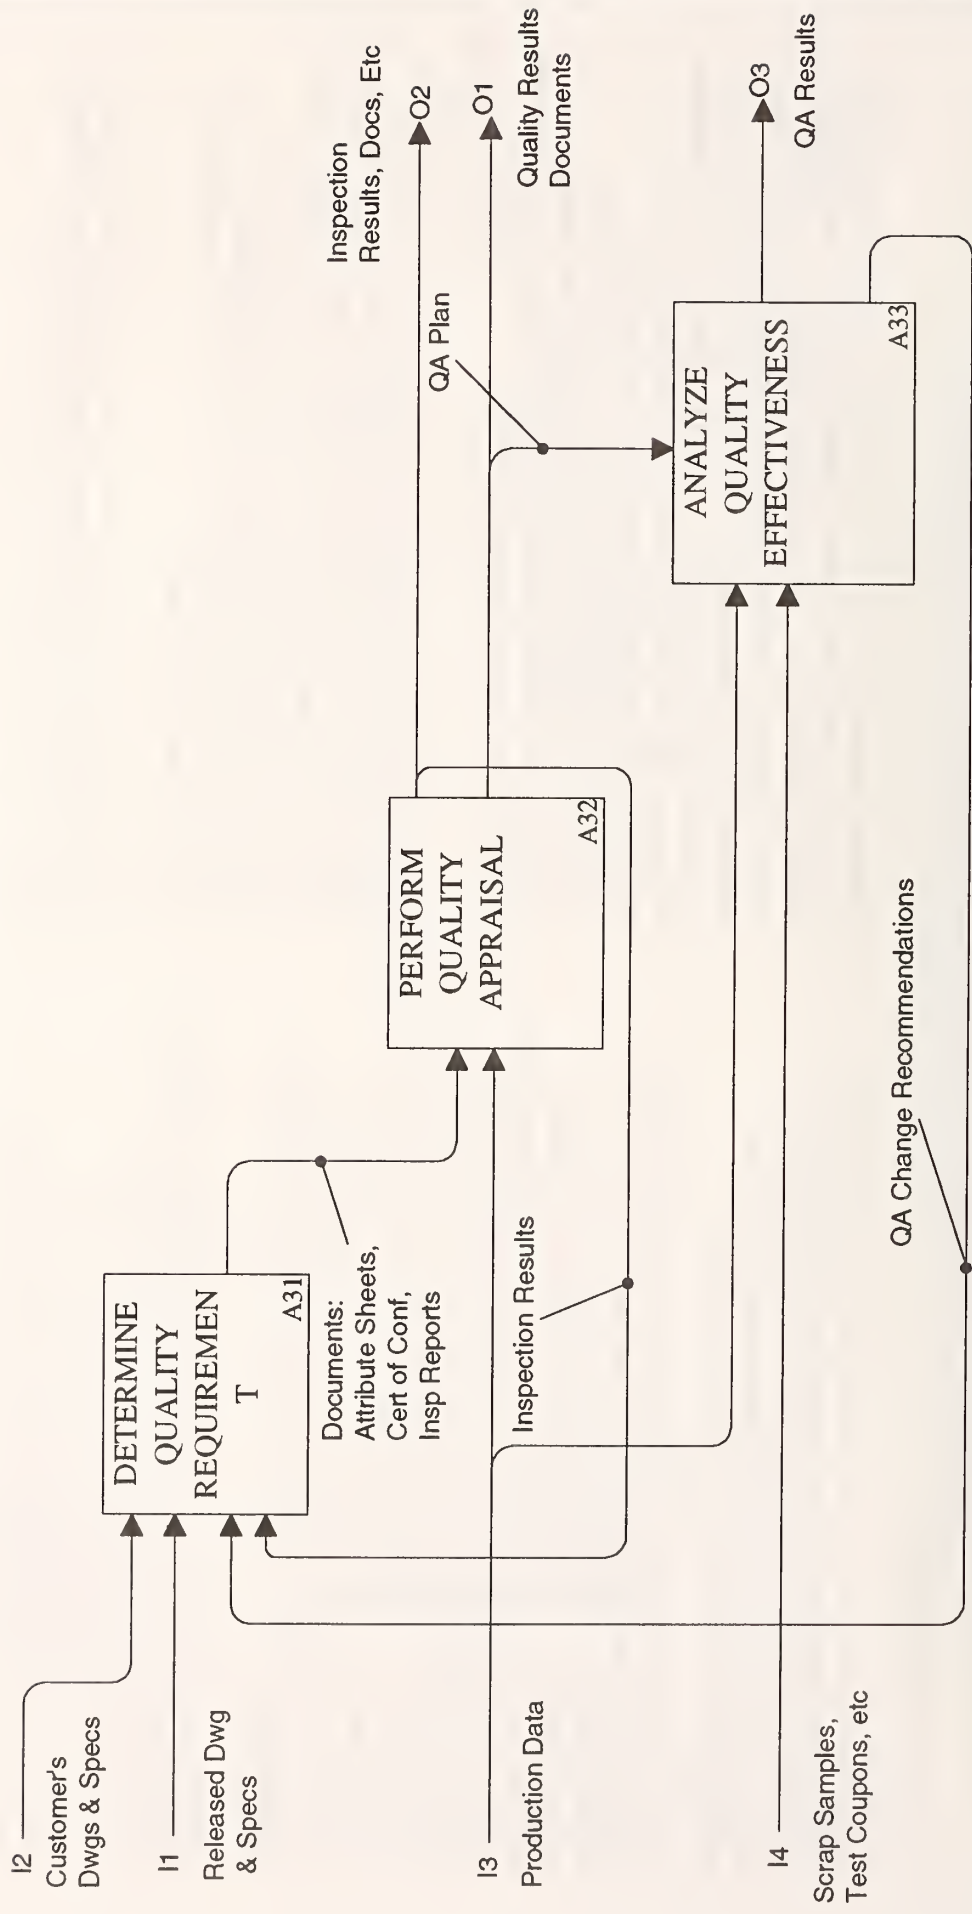 I2
Customer's
Dwgs & Specs
I1
Released Dwg
& Specs
I3
Production Data
I4
Scrap Samples,
Test Coupons, etc
DETERMINE
QUALITY
REQUIREMEN
T
A31
Documents:
Attribute Sheets,
Cert of Conf,
Insp Reports
Inspection Results
QA Change Recommendations
PERFORM
QUALITY
APPRAISAL
A32
QA Plan
ANALYZE
QUALITY
EFFECTIVENESS
A33
Inspection
Results, Docs, Etc
O2
O1
Quality Results
Documents
O3
QA Results